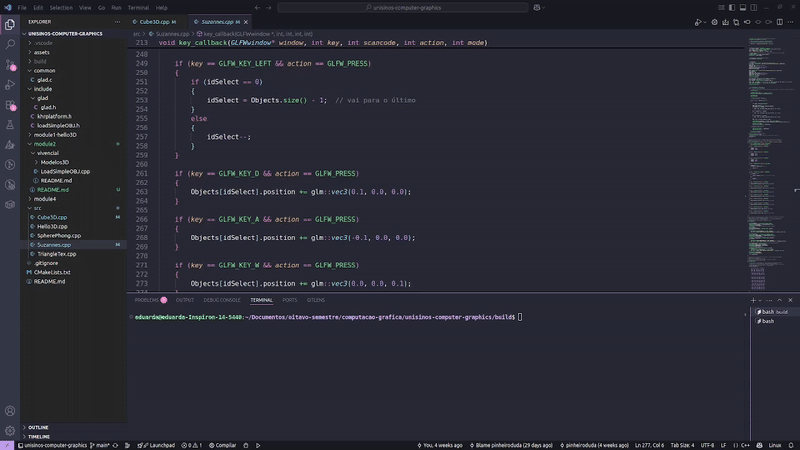 File Edit Selection View Go Run Terminal Help
unisinos-computer-graphics
EXPLORER
UNISINOS-COMPUTER-GRAPHICS
.vscode
assets
build
common
glad.c
include
glad
glad.h
khrplatform.h
loadSimpleOBJ.h
module1-hello3D
module2
vivencial
Modelos3D
LoadSimpleOBJ.cpp
README.md
README.md U
module4
src
Cube3D.cpp M
Hello3D.cpp
SpherePhong.cpp
Suzannes.cpp M
TriangleTex.cpp
.gitignore
CMakeLists.txt
README.md
OUTLINE
TIMELINE
Cube3D.cpp M
Suzannes.cpp M
src > Suzannes.cpp > key_callback(GLFWwindow *, int, int, int, int)
213 void key_callback(GLFWwindow* window, int key, int scancode, int action, int mode)
248
249 if (key == GLFW_KEY_LEFT && action == GLFW_PRESS)
250 {
251 if (idSelect == 0)
252 {
253 idSelect = Objects.size() - 1; // vai para o último
254 }
255 else
256 {
257 idSelect--;
258 }
259 }
260
261 if (key == GLFW_KEY_D && action == GLFW_PRESS)
262 {
263 Objects[idSelect].position += glm::vec3(0.1, 0.0, 0.0);
264 }
265
266 if (key == GLFW_KEY_A && action == GLFW_PRESS)
267 {
268 Objects[idSelect].position += glm::vec3(-0.1, 0.0, 0.0);
269 }
270
271 if (key == GLFW_KEY_W && action == GLFW_PRESS)
272 {
273 Objects[idSelect].position += glm::vec3(0.0, 0.0, 0.1);
PROBLEMS OUTPUT DEBUG CONSOLE TERMINAL PORTS GITLENS
eduarda@eduarda-Inspiron-14-5440:~/Documentos/oitavo-semestre/computacao-grafica/unisinos-computer-graphics/build$
bash build
bash
unisinos-computer-graphics main* Launchpad 0 1 Compilar You, 4 weeks ago Blame pinheiroduda (29 days ago) pinheiroduda (4 weeks ago) Ln 277, Col 6 Tab Size: 4 UTF-8 LF C++ Linux